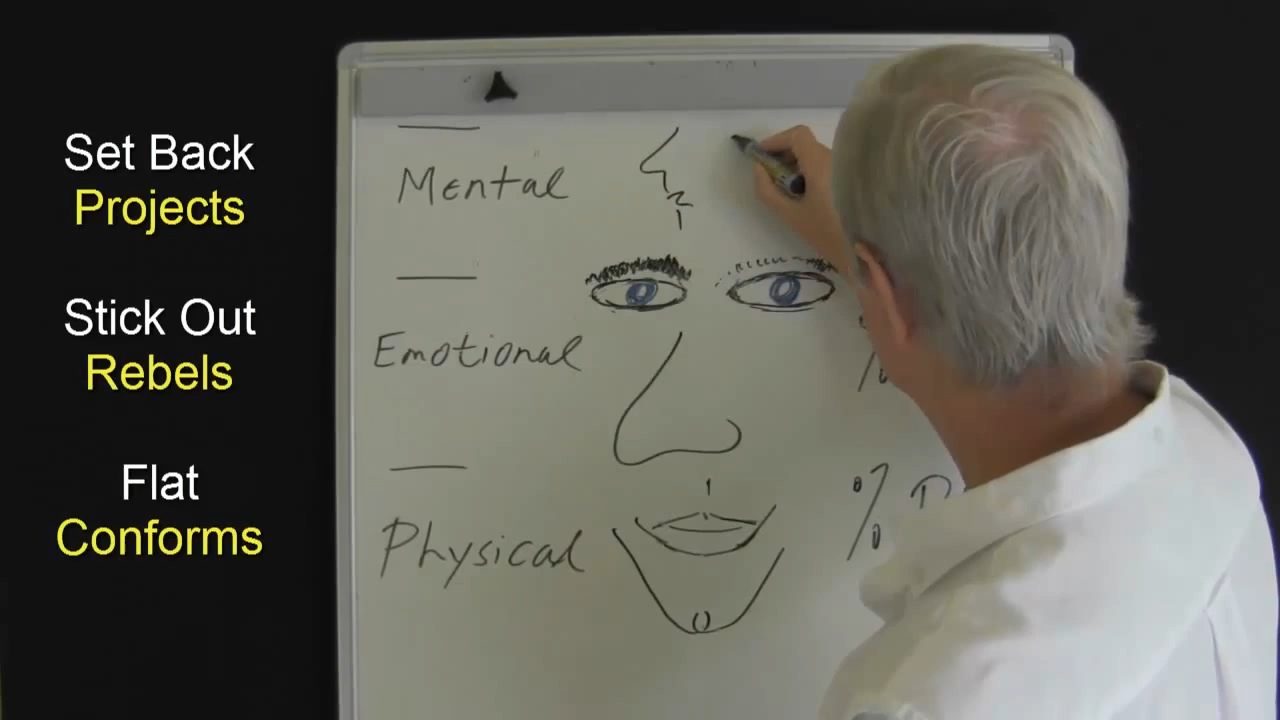 Set Back
Projects
Stick Out
Rebels
Flat
Conforms
Mental
Emotional
Physical
%